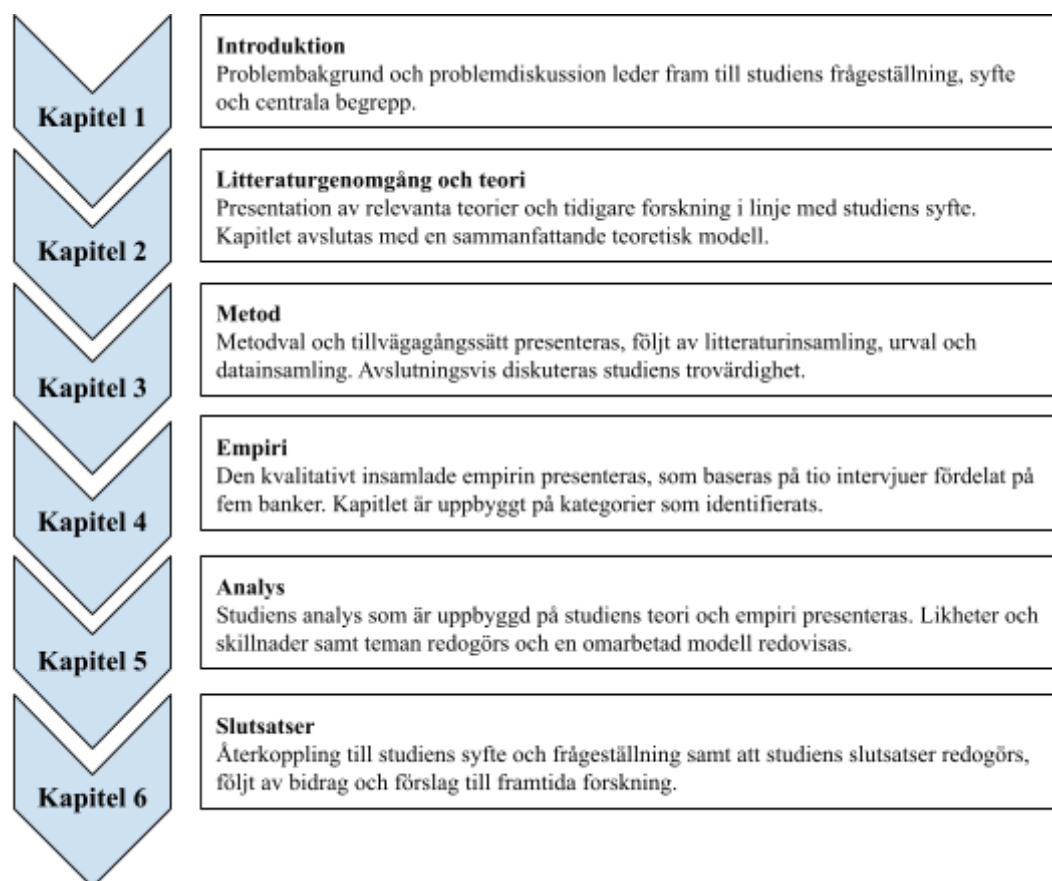 Kapitel 1
Introduktion
Problembakgrund och problemdiskussion leder fram till studiens frågeställning, syfte
och centrala begrepp.
Kapitel 2
Litteraturgenomgång och teori
Presentation av relevanta teorier och tidigare forskning i linje med studiens syfte.
Kapitlet avslutas med en sammanfattande teoretisk modell.
Kapitel 3
Metod
Metodval och tillvägagångssätt presenteras, följt av litteraturinsamling, urval och
datainsamling. Avslutningsvis diskuteras studiens trovärdighet.
Kapitel 4
Empiri
Den kvalitativt insamlade empirin presenteras, som baseras på tio intervjuer fördelat på
fem banker. Kapitlet är uppbyggt på kategorier som identifierats.
Kapitel 5
Analys
Studiens analys som är uppbyggd på studiens teori och empiri presenteras. Likheter och
skillnader samt teman redogörs och en omarbetad modell redovisas.
Kapitel 6
Slutsatser
Återkoppling till studiens syfte och frågeställning samt att studiens slutsatser redogörs,
följt av bidrag och förslag till framtida forskning.